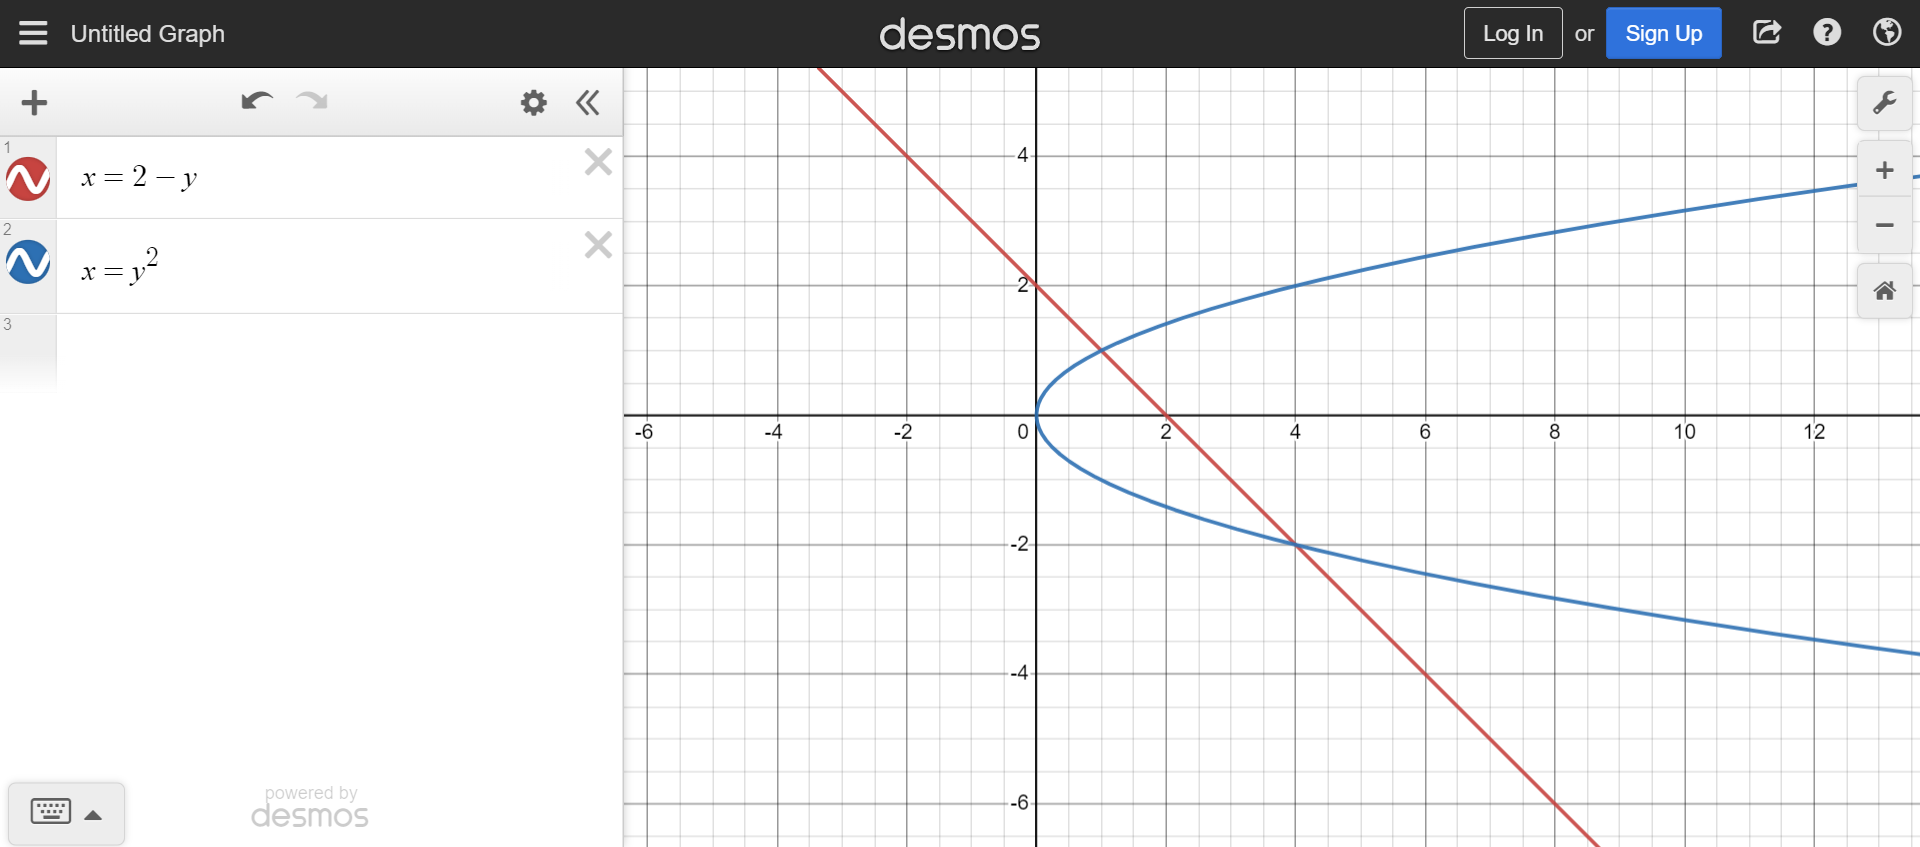 Untitled Graph
desmos
Log In or Sign Up
1
x = 2 − y
2
x = y²
3
powered by
desmos
4
2
-6 -4 -2 0 2 4 6 8 10 12
-2
-4
-6